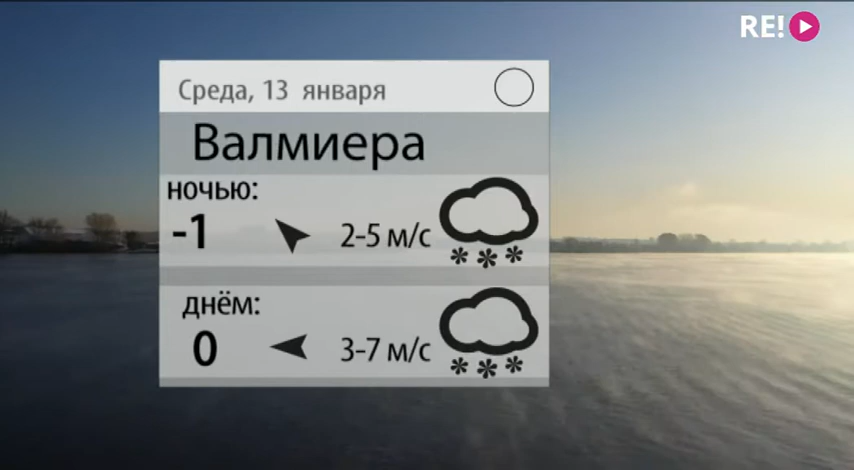 RE!
Среда, 13 января
Валмиера
ночью:
-1
2-5 м/с
днём:
0
3-7 м/с